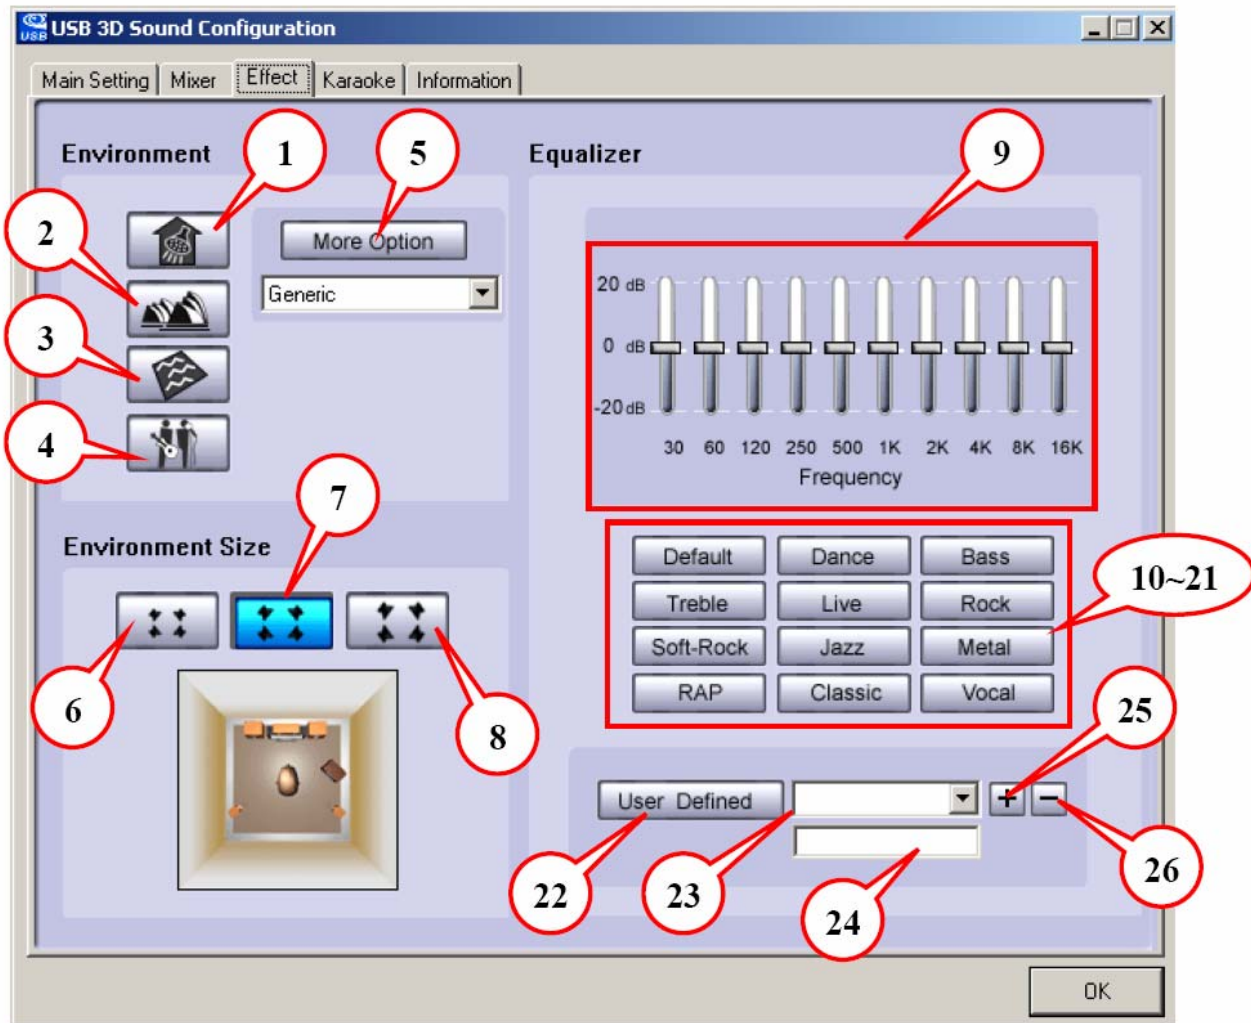 USB USB 3D Sound Configuration
Main Setting Mixer Effect Karaoke Information
Environment
1
5
2
3
4
More Option
Generic
Environment Size
7
6
8
Equalizer
9
20 dB
0 dB
-20 dB
30 60 120 250 500 1K 2K 4K 8K 16K
Frequency
Default Dance Bass
Treble Live Rock
Soft-Rock Jazz Metal
RAP Classic Vocal
10~21
User Defined
+ −
25
22
23
24
26
OK